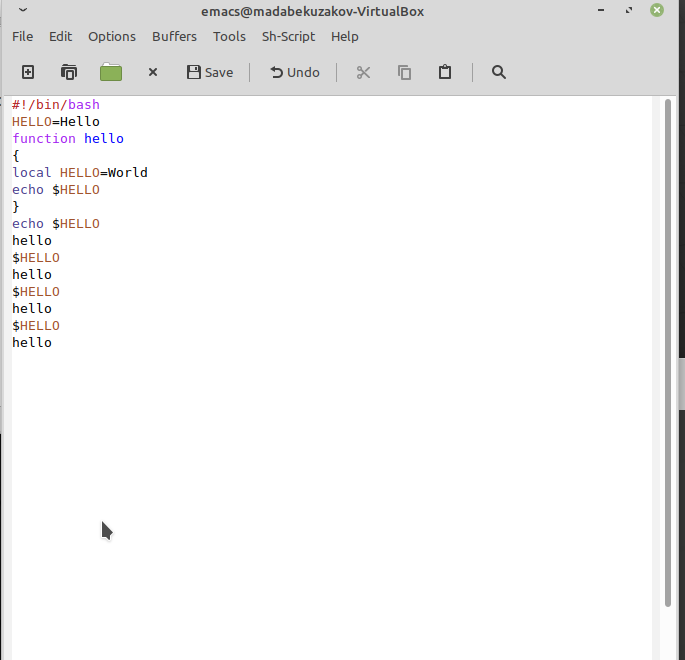 emacs@madabekuzakov-VirtualBox
File Edit Options Buffers Tools Sh-Script Help
Save Undo
#!/bin/bash
HELLO=Hello
function hello
{
local HELLO=World
echo $HELLO
}
echo $HELLO
hello
$HELLO
hello
$HELLO
hello
$HELLO
hello